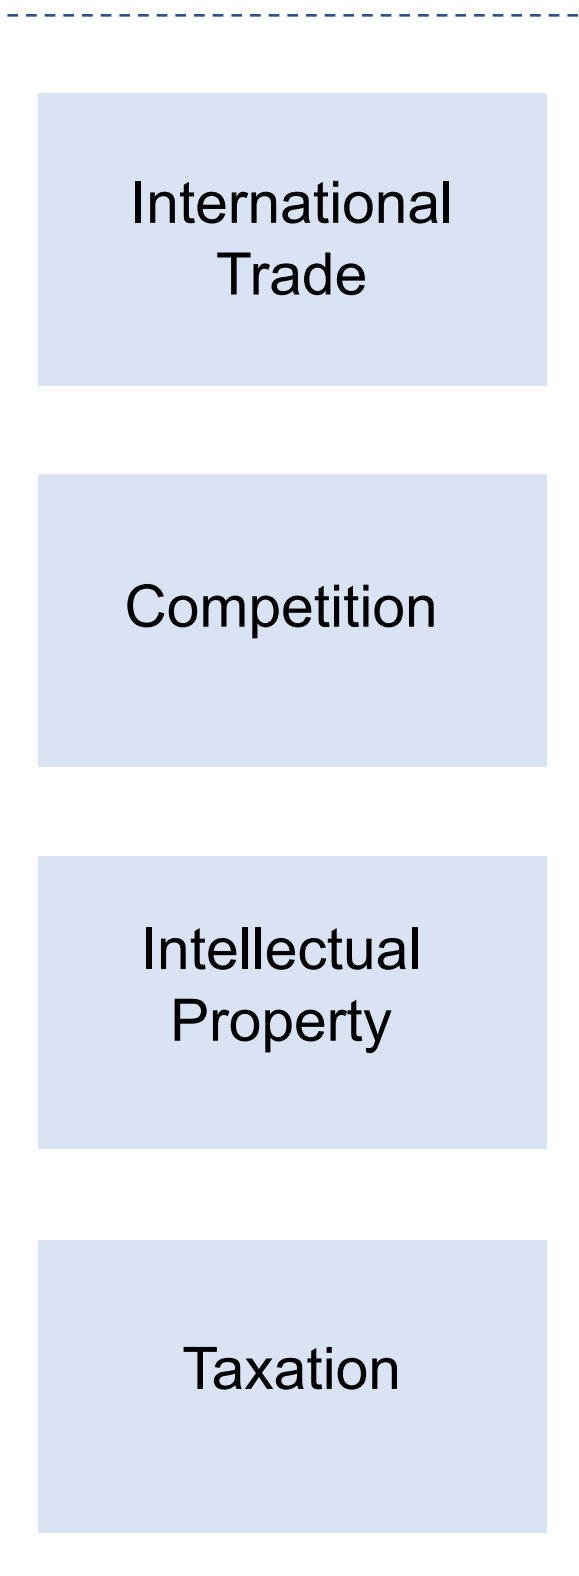 International
Trade
Competition
Intellectual
Property
Taxation